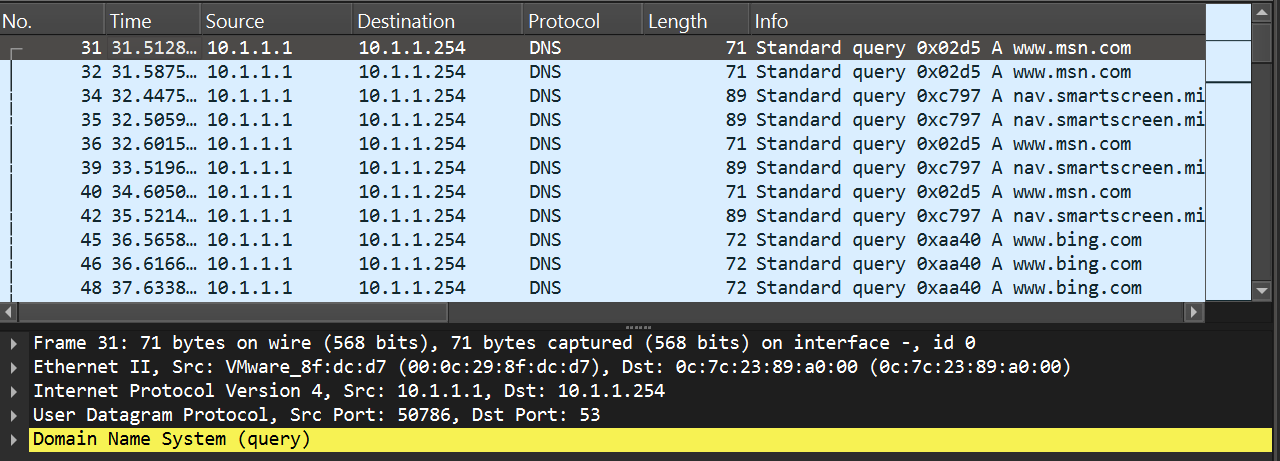 No. Time Source Destination Protocol Length Info
31 31.5128… 10.1.1.1 10.1.1.254 DNS 71 Standard query 0x02d5 A www.msn.com
32 31.5875… 10.1.1.1 10.1.1.254 DNS 71 Standard query 0x02d5 A www.msn.com
34 32.4475… 10.1.1.1 10.1.1.254 DNS 89 Standard query 0xc797 A nav.smartscreen.mi
35 32.5059… 10.1.1.1 10.1.1.254 DNS 89 Standard query 0xc797 A nav.smartscreen.mi
36 32.6015… 10.1.1.1 10.1.1.254 DNS 71 Standard query 0x02d5 A www.msn.com
39 33.5196… 10.1.1.1 10.1.1.254 DNS 89 Standard query 0xc797 A nav.smartscreen.mi
40 34.6050… 10.1.1.1 10.1.1.254 DNS 71 Standard query 0x02d5 A www.msn.com
42 35.5214… 10.1.1.1 10.1.1.254 DNS 89 Standard query 0xc797 A nav.smartscreen.mi
45 36.5658… 10.1.1.1 10.1.1.254 DNS 72 Standard query 0xaa40 A www.bing.com
46 36.6166… 10.1.1.1 10.1.1.254 DNS 72 Standard query 0xaa40 A www.bing.com
48 37.6338… 10.1.1.1 10.1.1.254 DNS 72 Standard query 0xaa40 A www.bing.com
Frame 31: 71 bytes on wire (568 bits), 71 bytes captured (568 bits) on interface -, id 0
Ethernet II, Src: VMware_8f:dc:d7 (00:0c:29:8f:dc:d7), Dst: 0c:7c:23:89:a0:00 (0c:7c:23:89:a0:00)
Internet Protocol Version 4, Src: 10.1.1.1, Dst: 10.1.1.254
User Datagram Protocol, Src Port: 50786, Dst Port: 53
Domain Name System (query)